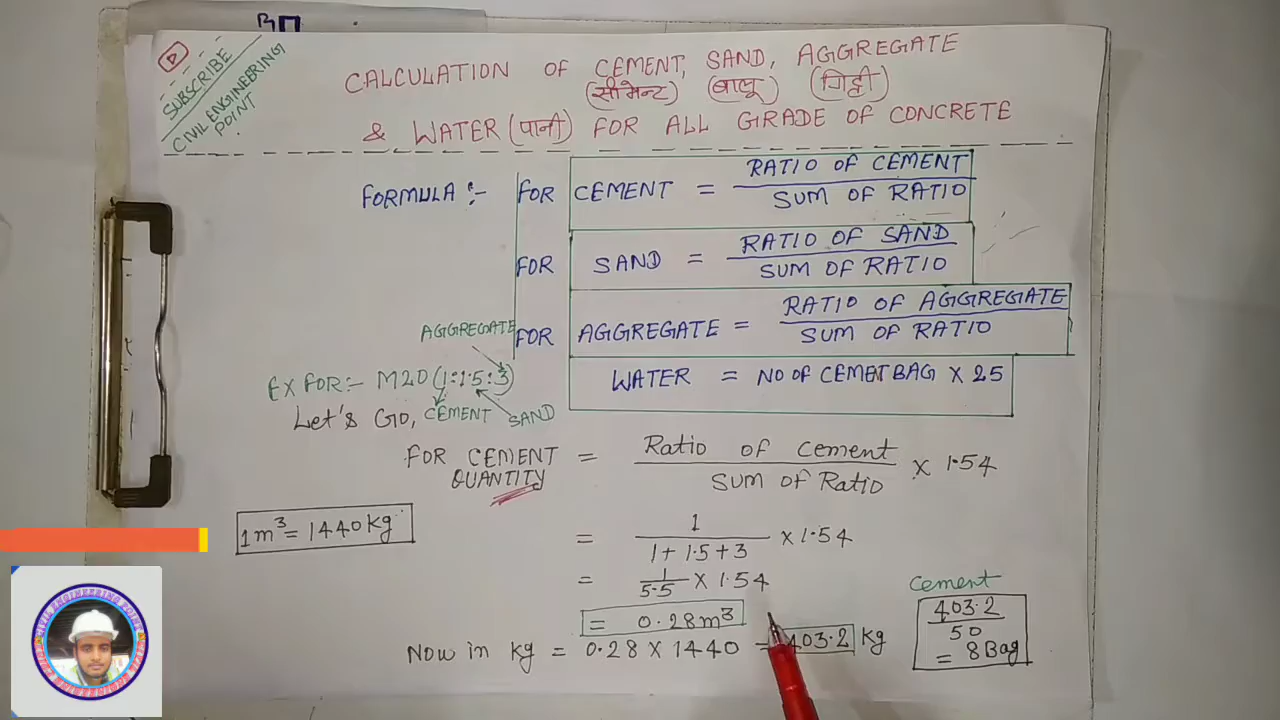 SUBSCRIBE
CIVIL ENGINEERING
POINT
CALCULATION OF CEMENT, SAND, AGGREGATE
(सीमेन्ट) (बालू) (गिट्टी)
& WATER (पानी) FOR ALL GRADE OF CONCRETE
FORMULA :- FOR CEMENT = RATIO OF CEMENT
SUM OF RATIO
FOR SAND = RATIO OF SAND
SUM OF RATIO
FOR AGGREGATE = RATIO OF AGGREGATE
SUM OF RATIO
WATER = NO OF CEMET BAG × 25
AGGREGATE
EX FOR:- M20 (1:1.5:3)
Let's GO, CEMENT SAND
FOR CEMENT QUANTITY = Ratio of Cement
SUM OF Ratio × 1.54
1m³ = 1440 kg
= 1
1 + 1.5 + 3 × 1.54
= 1
5.5 × 1.54
= 0.28m³
Now in kg = 0.28 × 1440 = 403.2 kg
Cement
403.2
50
= 8 Bag
CIVIL ENGINEERING POINT